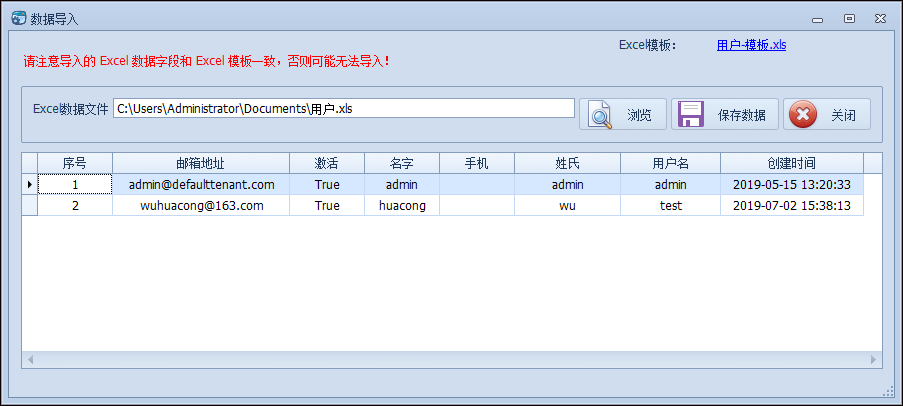 数据导入
Excel模板： 用户-模板.xls
请注意导入的 Excel 数据字段和 Excel 模板一致，否则可能无法导入！
Excel数据文件 C:\Users\Administrator\Documents\用户.xls 浏览 保存数据 关闭
序号 邮箱地址 激活 名字 手机 姓氏 用户名 创建时间
1 admin@defaulttenant.com True admin admin admin 2019-05-15 13:20:33
2 wuhuacong@163.com True huacong wu test 2019-07-02 15:38:13